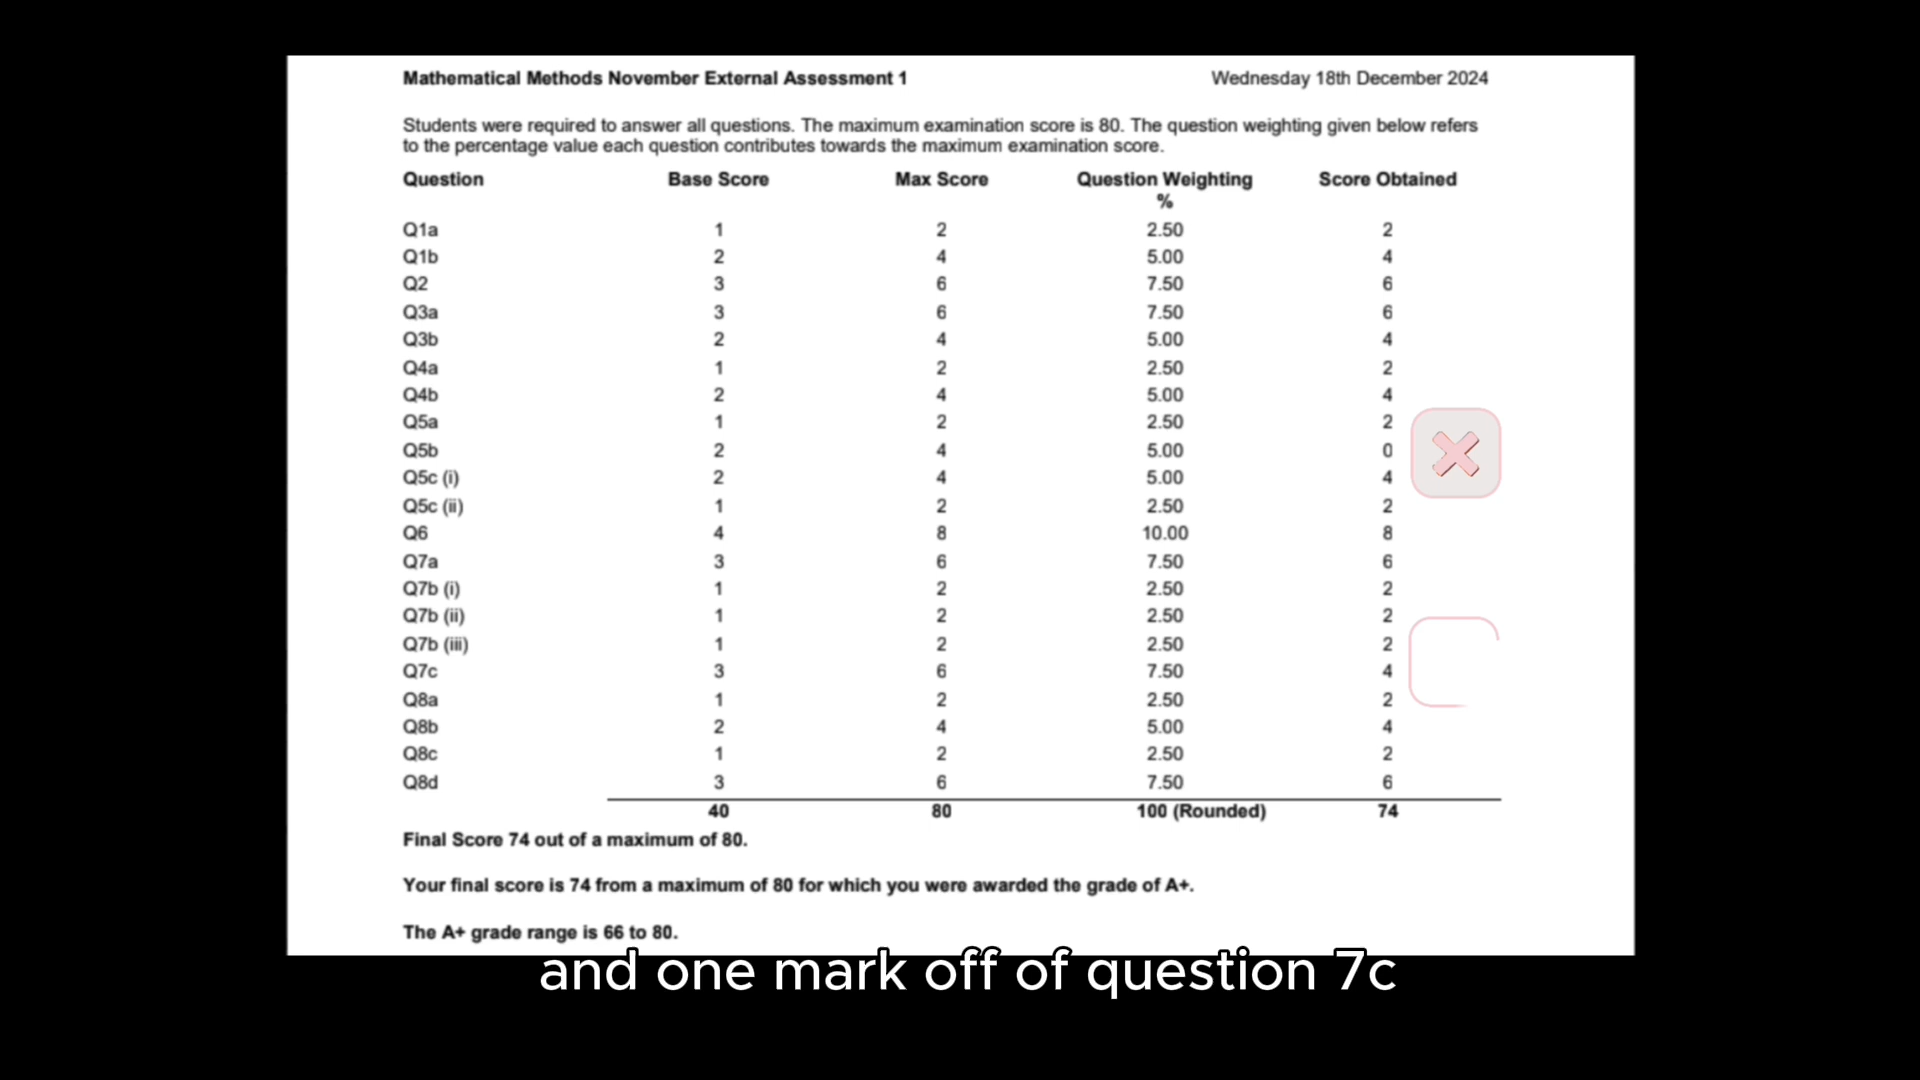 Mathematical Methods November External Assessment 1 Wednesday 18th December 2024
Students were required to answer all questions. The maximum examination score is 80. The question weighting given below refers
to the percentage value each question contributes towards the maximum examination score.
Question Base Score Max Score Question Weighting Score Obtained
%
Q1a 1 2 2.50 2
Q1b 2 4 5.00 4
Q2 3 6 7.50 6
Q3a 3 6 7.50 6
Q3b 2 4 5.00 4
Q4a 1 2 2.50 2
Q4b 2 4 5.00 4
Q5a 1 2 2.50 2
Q5b 2 4 5.00 0
Q5c (i) 2 4 5.00 4
Q5c (ii) 1 2 2.50 2
Q6 4 8 10.00 8
Q7a 3 6 7.50 6
Q7b (i) 1 2 2.50 2
Q7b (ii) 1 2 2.50 2
Q7b (iii) 1 2 2.50 2
Q7c 3 6 7.50 4
Q8a 1 2 2.50 2
Q8b 2 4 5.00 4
Q8c 1 2 2.50 2
Q8d 3 6 7.50 6
40 80 100 (Rounded) 74
Final Score 74 out of a maximum of 80.
Your final score is 74 from a maximum of 80 for which you were awarded the grade of A+.
The A+ grade range is 66 to 80.
and one mark off of question 7c